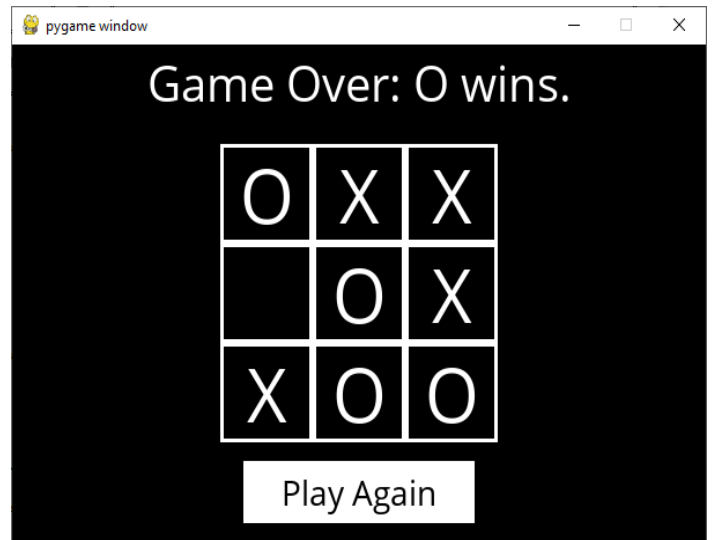 pygame window
Game Over: O wins.
O X X
O X
X O O
Play Again